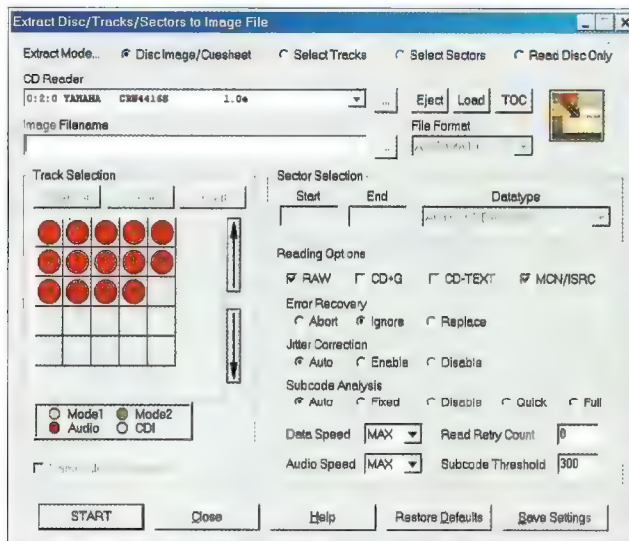 Extract Disc/Tracks/Sectors to Image File
Extract Mode... Disc Image/Cuesheet Select Tracks Select Sectors Read Disc Only
CD Reader
0:2:0 YAMAHA CRW4416S 1.0e ... Eject Load TOC
Image Filename File Format
...
Track Selection
Sector Selection
Start End Datatype
Reading Options
RAW CD+G CD-TEXT MCN/ISRC
Error Recovery
Abort Ignore Replace
Jitter Correction
Auto Enable Disable
Subcode Analysis
Auto Fixed Disable Quick Full
Mode1 Mode2
Audio CDI
Data Speed MAX Read Retry Count 0
Audio Speed MAX Subcode Threshold 300
START Close Help Restore Defaults Save Settings